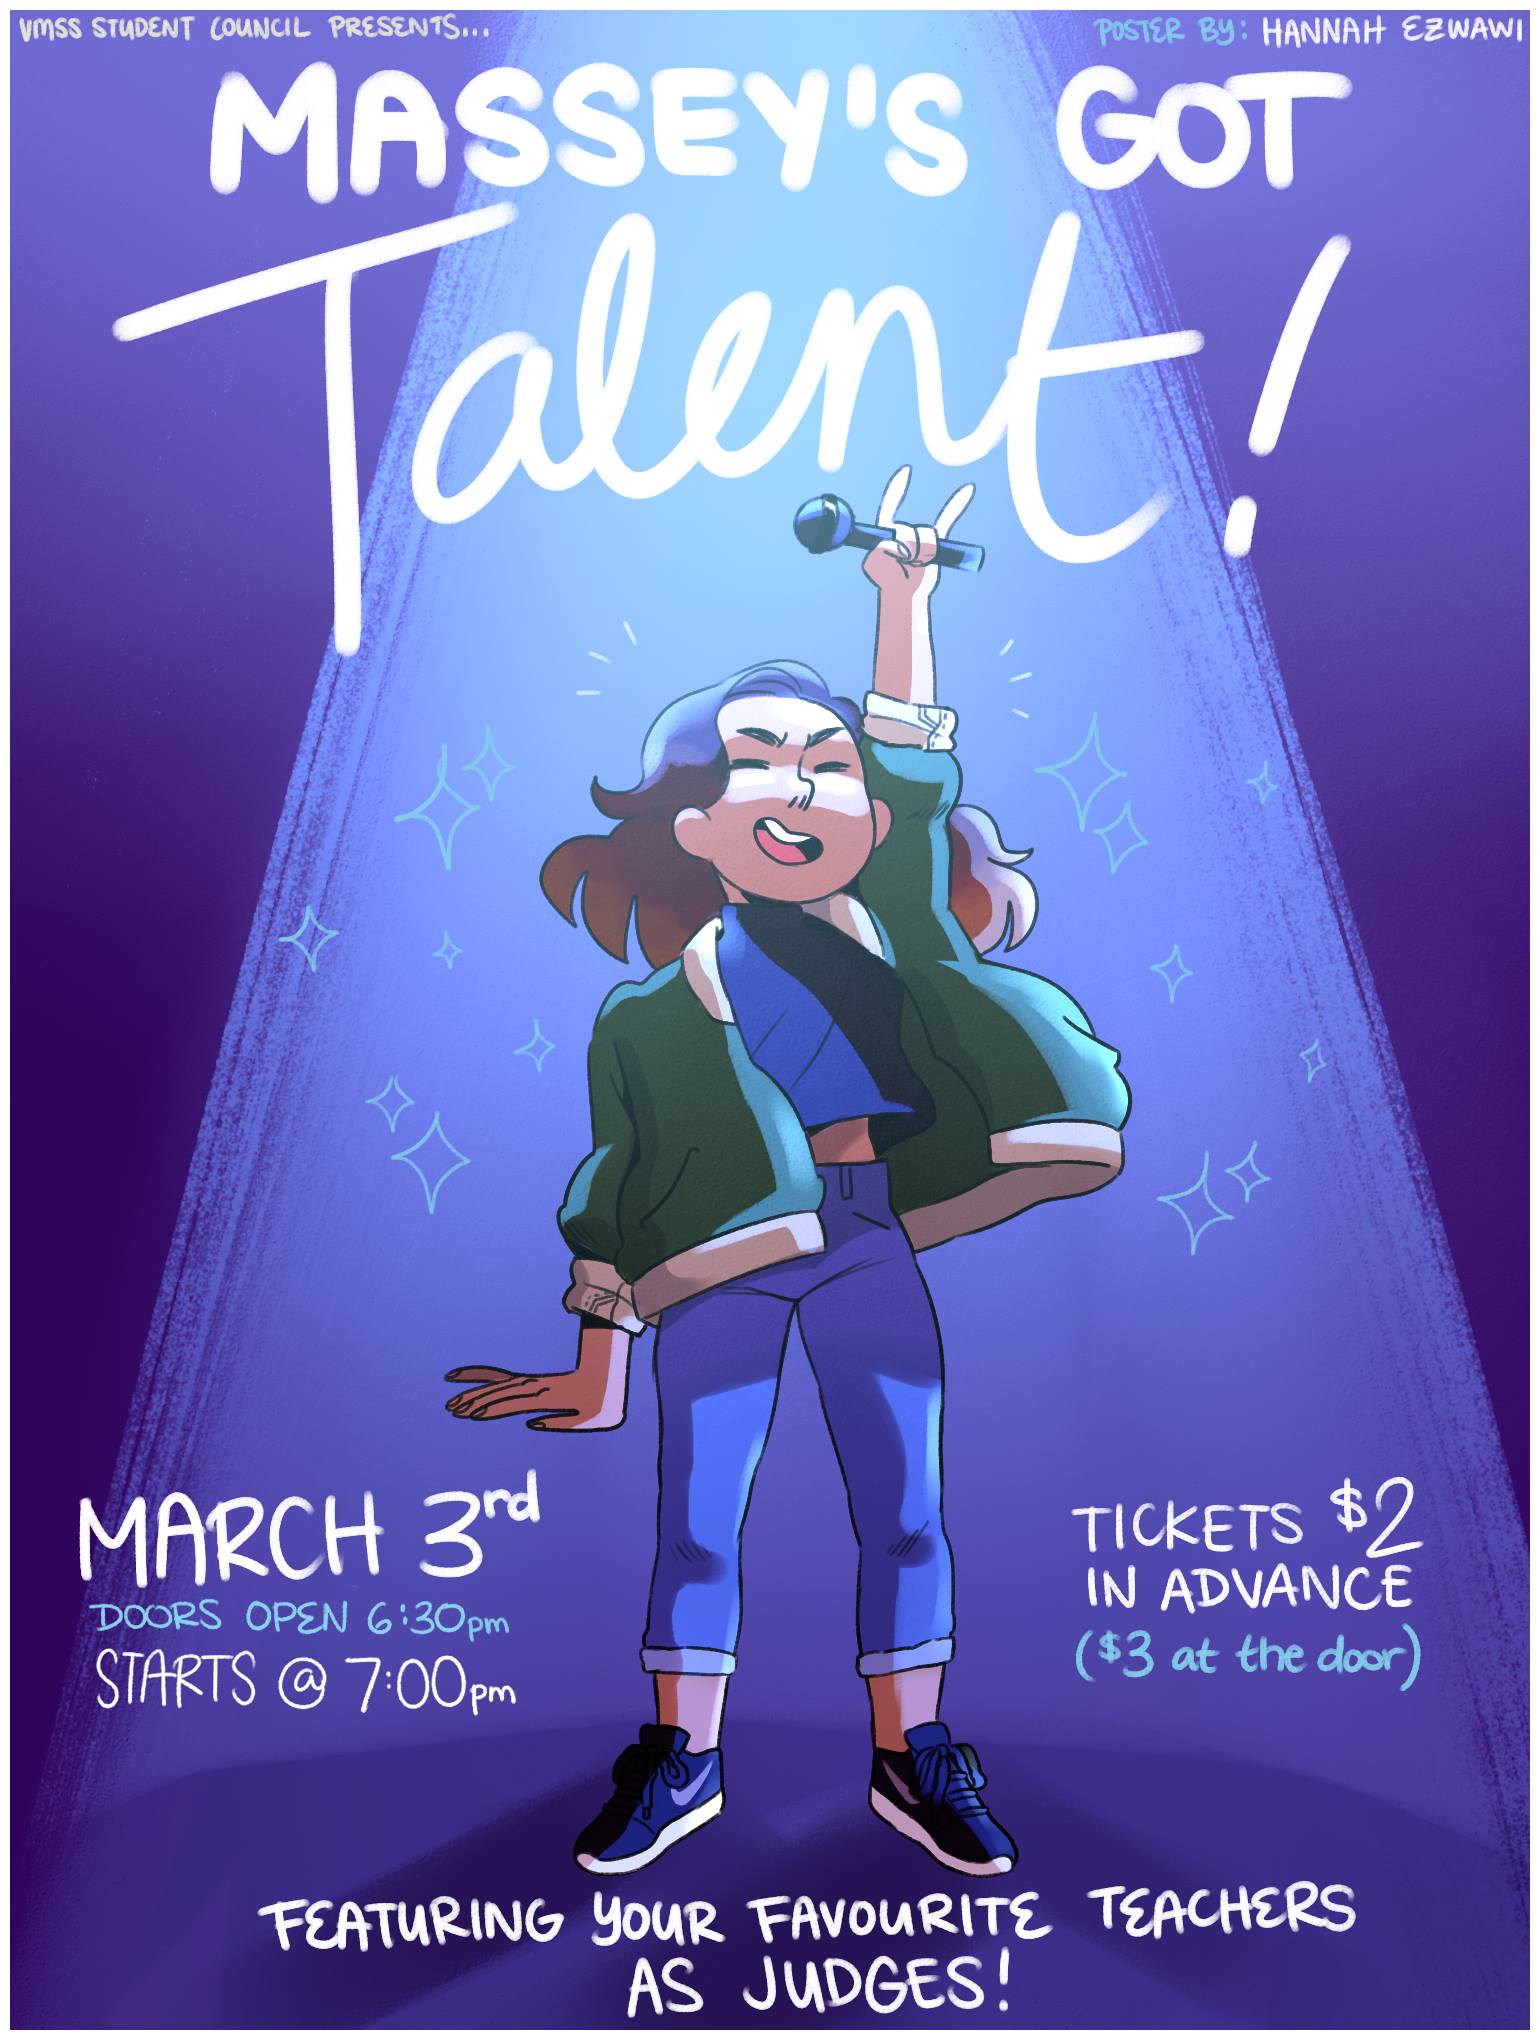 VMSS STUDENT COUNCIL PRESENTS...
POSTER BY: HANNAH EZWAWI
MASSEY'S GOT
Talent!
MARCH 3rd
DOORS OPEN 6:30pm
STARTS @ 7:00pm
TICKETS $2
IN ADVANCE
($3 at the door)
FEATURING YOUR FAVOURITE TEACHERS
AS JUDGES!